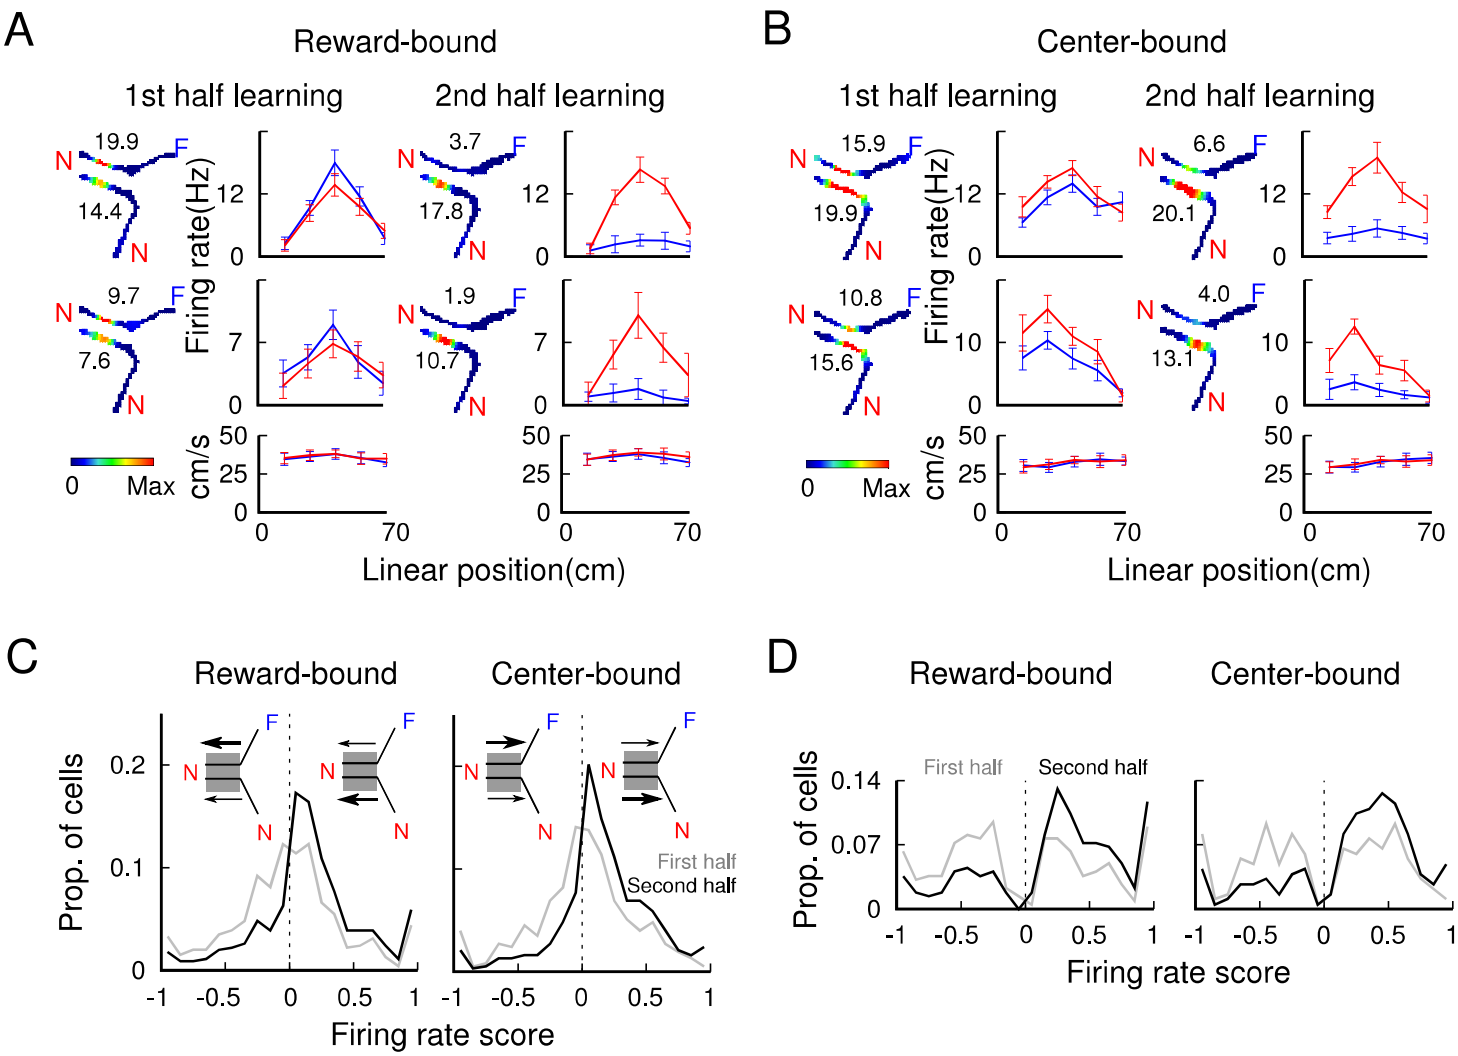 A
Reward-bound
1st half learning
2nd half learning
19.9
N
F
14.4
N
Firing rate(Hz)
12
0
3.7
N
F
17.8
N
12
0
9.7
N
F
7.6
N
7
0
1.9
N
F
10.7
N
7
0
0
Max
cm/s
50
25
0
0
70
50
25
0
0
70
Linear position(cm)
B
Center-bound
1st half learning
2nd half learning
15.9
N
F
19.9
N
Firing rate(Hz)
12
0
6.6
N
F
20.1
N
12
0
10.8
N
F
15.6
N
10
0
4.0
N
F
13.1
N
10
0
0
Max
cm/s
50
25
0
0
70
50
25
0
0
70
Linear position(cm)
C
Reward-bound
Center-bound
Prop. of cells
0.2
0.1
0
F
N
N
F
N
N
F
N
N
F
N
N
First half
Second half
-1
-0.5
0
0.5
1
-1
-0.5
0
0.5
1
Firing rate score
D
Reward-bound
Center-bound
Prop. of cells
0.14
0.07
0
First half
Second half
-1
-0.5
0
0.5
1
-1
-0.5
0
0.5
1
Firing rate score